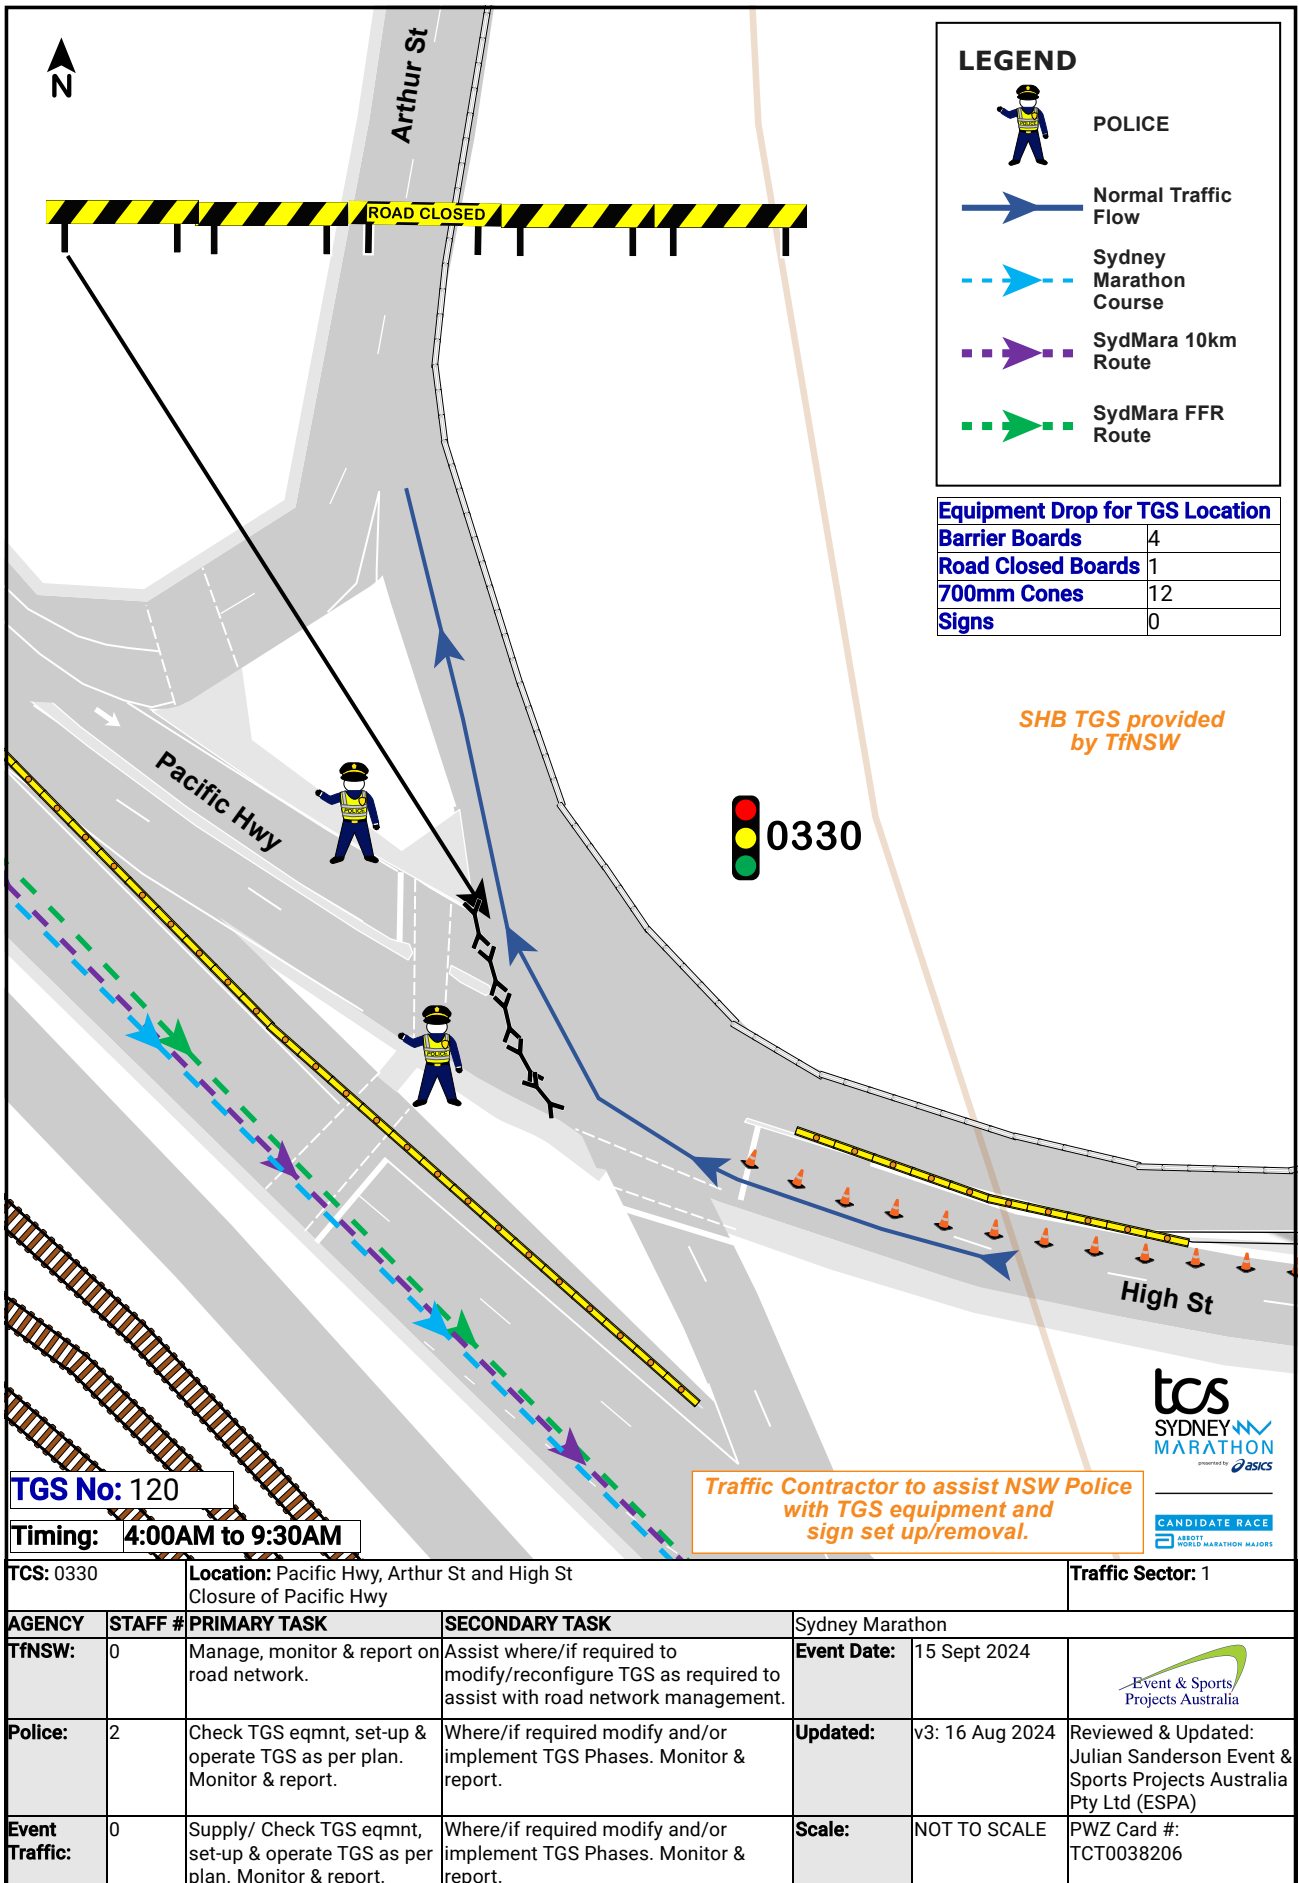 N
Arthur St
ROAD CLOSED
LEGEND
POLICE
Normal Traffic
Flow
Sydney
Marathon
Course
SydMara 10km
Route
SydMara FFR
Route
Equipment Drop for TGS Location
Barrier Boards 4
Road Closed Boards 1
700mm Cones 12
Signs 0
SHB TGS provided
by TfNSW
Pacific Hwy
POLICE
0330
POLICE
High St
tcs
SYDNEY
MARATHON
presented by asics
CANDIDATE RACE
ABBOTT
WORLD MARATHON MAJORS
TGS No: 120
Timing: 4:00AM to 9:30AM
Traffic Contractor to assist NSW Police
with TGS equipment and
sign set up/removal.
TCS: 0330
Location: Pacific Hwy, Arthur St and High St
Closure of Pacific Hwy
Traffic Sector: 1
AGENCY STAFF # PRIMARY TASK SECONDARY TASK Sydney Marathon
TfNSW: 0
Manage, monitor & report on
road network.
Assist where/if required to
modify/reconfigure TGS as required to
assist with road network management.
Event Date: 15 Sept 2024
Event & Sports
Projects Australia
Police: 2
Check TGS eqmnt, set-up &
operate TGS as per plan.
Monitor & report.
Where/if required modify and/or
implement TGS Phases. Monitor &
report.
Updated: v3: 16 Aug 2024
Reviewed & Updated:
Julian Sanderson Event &
Sports Projects Australia
Pty Ltd (ESPA)
Event
Traffic:
0
Supply/ Check TGS eqmnt,
set-up & operate TGS as per
plan. Monitor & report.
Where/if required modify and/or
implement TGS Phases. Monitor &
report.
Scale: NOT TO SCALE
PWZ Card #:
TCT0038206